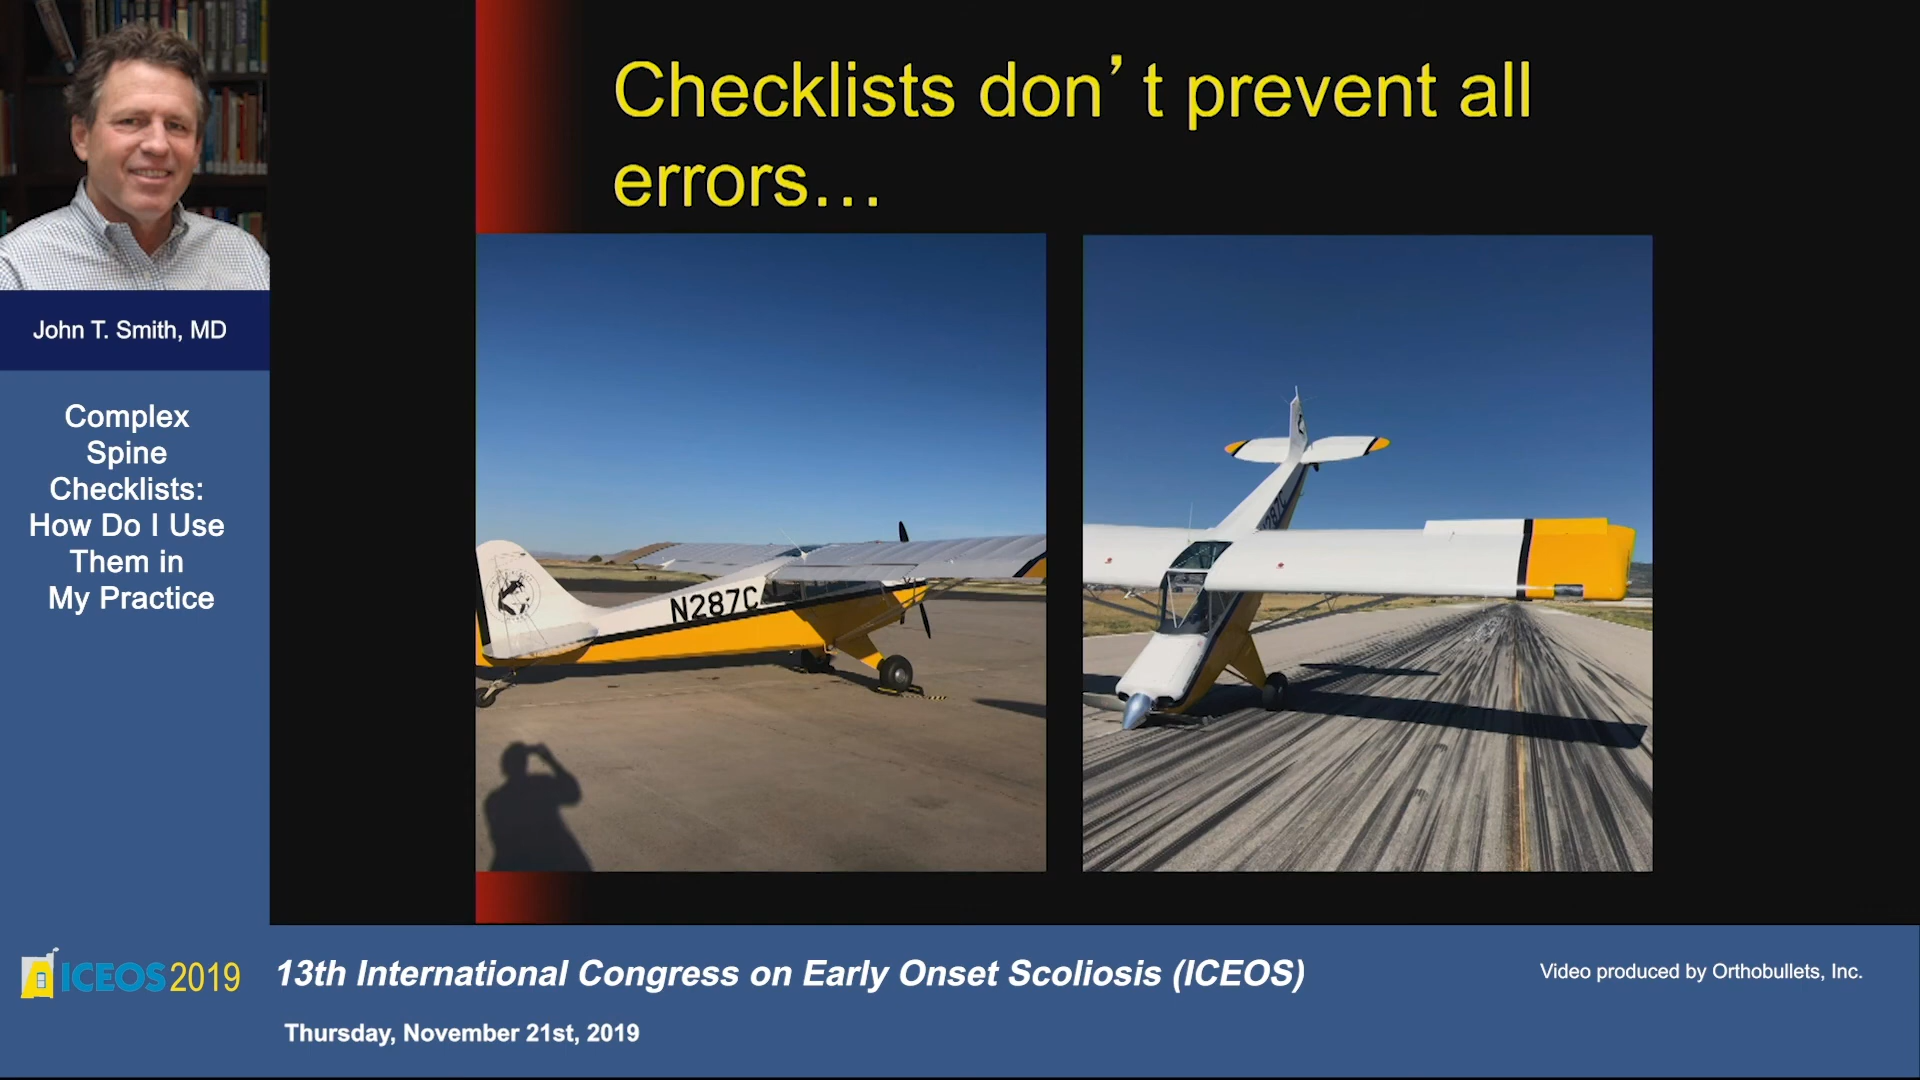 Checklists don’t prevent all
errors…
John T. Smith, MD
Complex
Spine
Checklists:
How Do I Use
Them in
My Practice
N287C
N287C
ICEOS 2019
13th International Congress on Early Onset Scoliosis (ICEOS)
Thursday, November 21st, 2019
Video produced by Orthobullets, Inc.